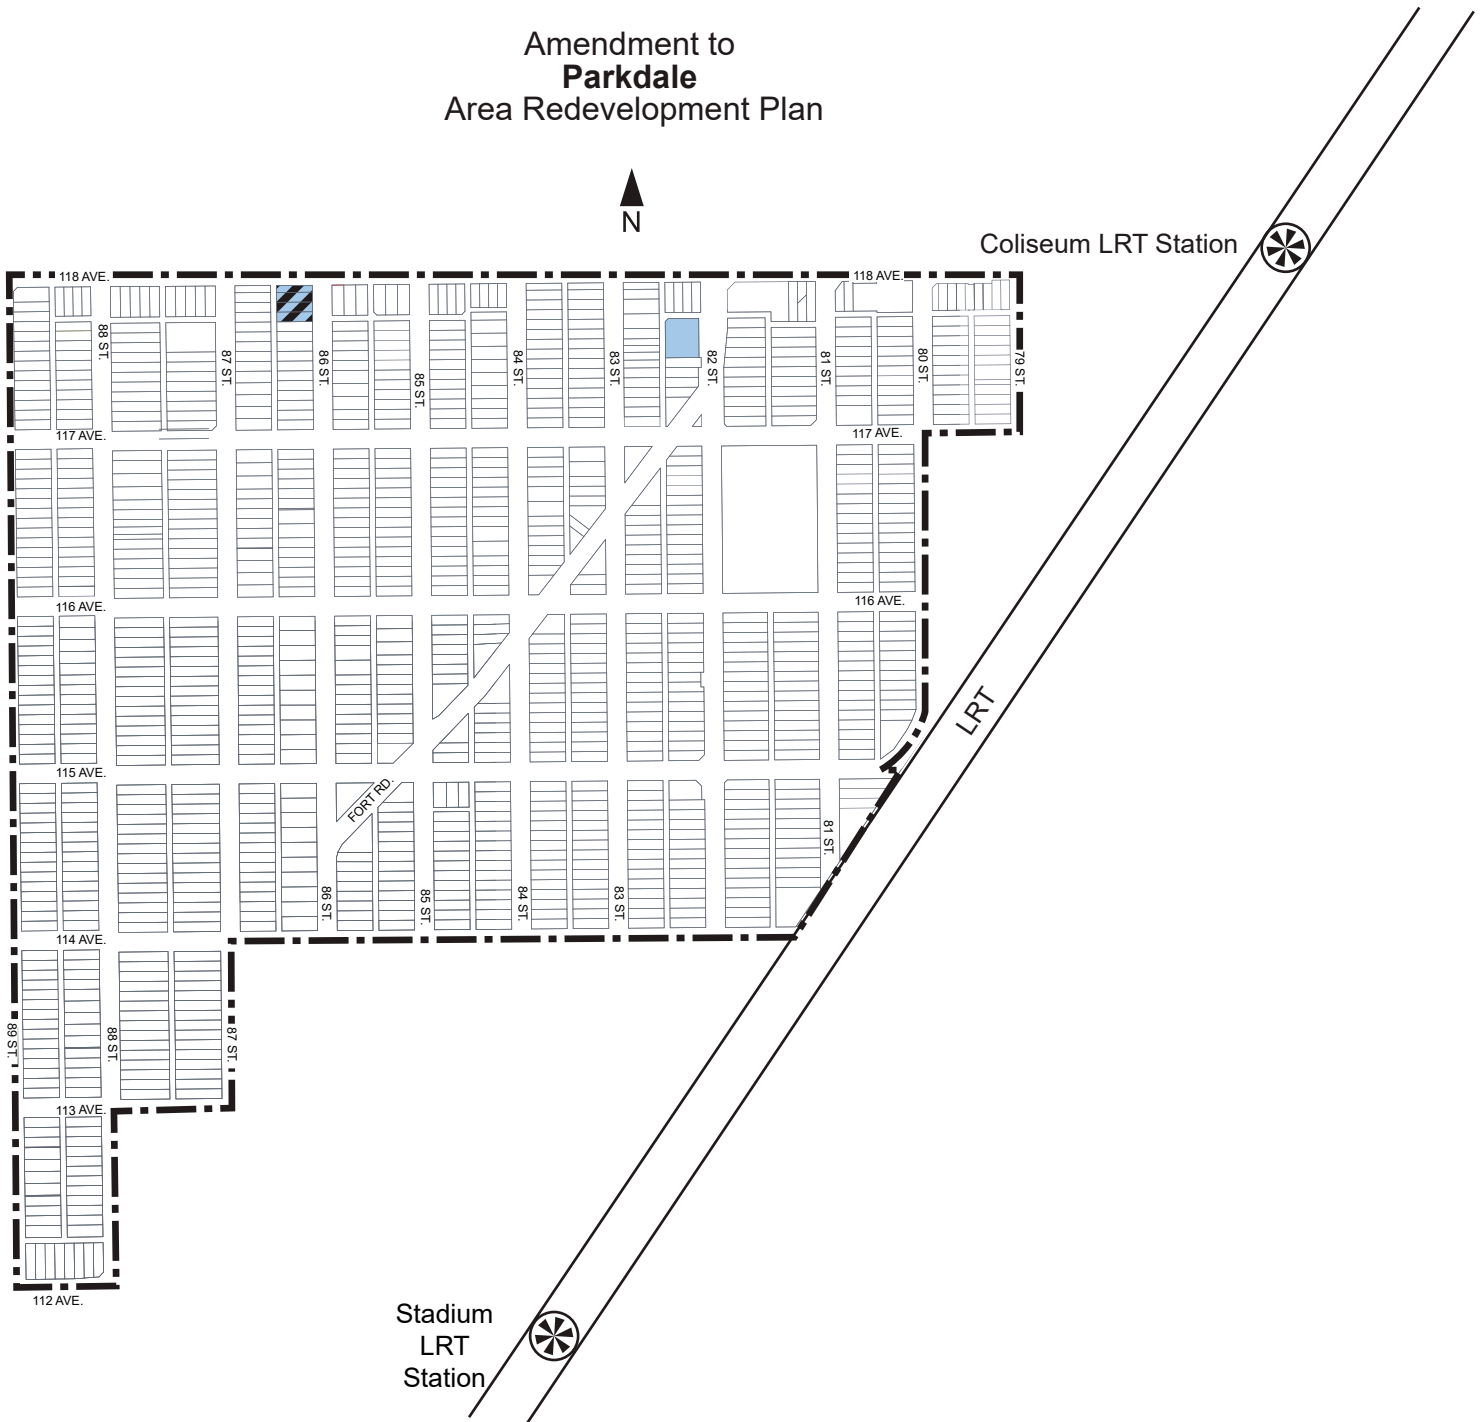 Amendment to
Parkdale
Area Redevelopment Plan
N
Coliseum LRT Station
118 AVE.
118 AVE.
88 ST.
87 ST.
86 ST.
85 ST.
84 ST.
83 ST.
82 ST.
81 ST.
80 ST.
79 ST.
117 AVE.
117 AVE.
116 AVE.
116 AVE.
LRT
115 AVE.
FORT RD.
81 ST.
86 ST.
85 ST.
84 ST.
83 ST.
114 AVE.
89 ST.
88 ST.
87 ST.
113 AVE.
112 AVE.
Stadium
LRT
Station